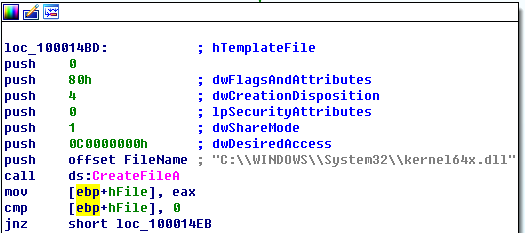 loc_100014BD: ; hTemplateFile
push 0
push 80h ; dwFlagsAndAttributes
push 4 ; dwCreationDisposition
push 0 ; lpSecurityAttributes
push 1 ; dwShareMode
push 0C0000000h ; dwDesiredAccess
push offset FileName ; "C:\\WINDOWS\\System32\\kernel64x.dll"
call ds:CreateFileA
mov [ebp+hFile], eax
cmp [ebp+hFile], 0
jnz short loc_100014EB